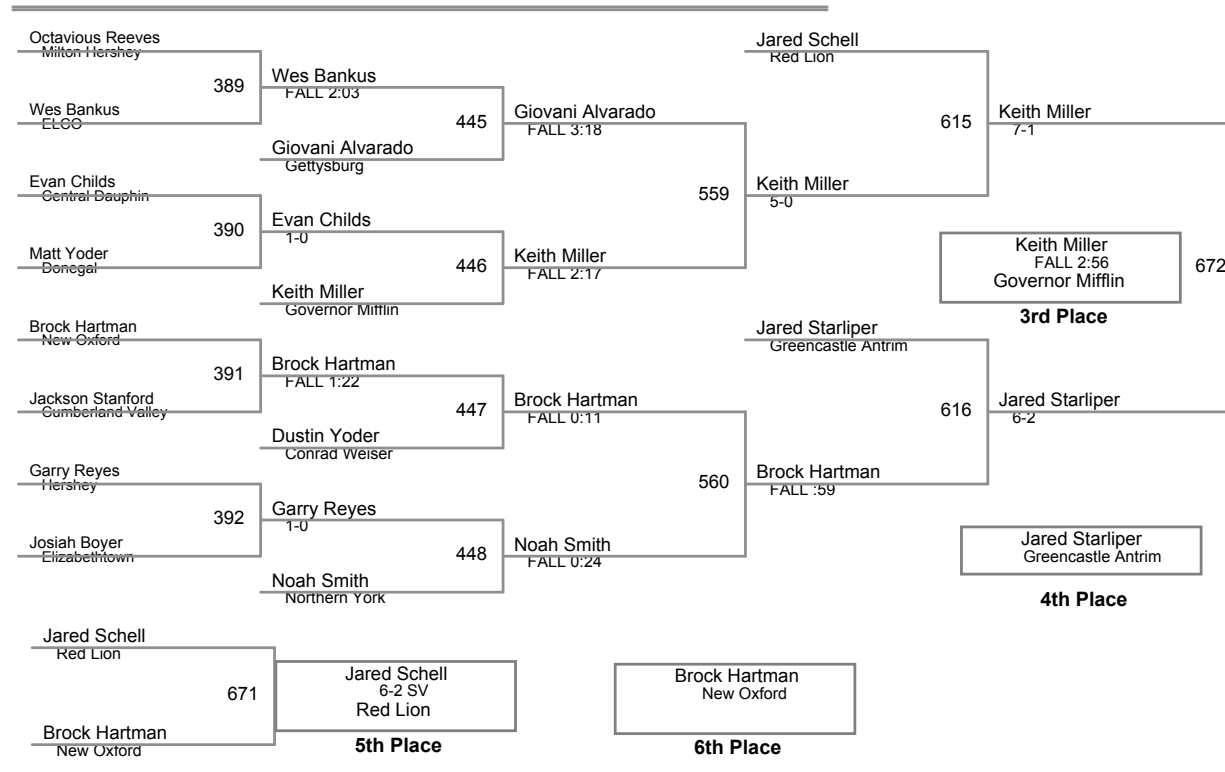 Octavious Reeves
Milton Hershey
389
Wes Bankus
ELCO
Wes Bankus
FALL 2:03
445
Giovani Alvarado
Gettysburg
Giovani Alvarado
FALL 3:18
Evan Childs
Central Dauphin
390
Matt Yoder
Donegal
Evan Childs
1-0
446
Keith Miller
Governor Mifflin
Keith Miller
FALL 2:17
559
Jared Schell
Red Lion
615
Keith Miller
5-0
Keith Miller
7-1
Keith Miller
FALL 2:56
Governor Mifflin
672
3rd Place
Brock Hartman
New Oxford
391
Jackson Stanford
Cumberland Valley
Brock Hartman
FALL 1:22
447
Dustin Yoder
Conrad Weiser
Brock Hartman
FALL 0:11
Garry Reyes
Hershey
392
Josiah Boyer
Elizabethtown
Garry Reyes
1-0
448
Noah Smith
Northern York
Noah Smith
FALL 0:24
560
Jared Starliper
Greencastle Antrim
616
Brock Hartman
FALL :59
Jared Starliper
6-2
Jared Starliper
Greencastle Antrim
4th Place
Jared Schell
Red Lion
671
Brock Hartman
New Oxford
Jared Schell
6-2 SV
Red Lion
5th Place
Brock Hartman
New Oxford
6th Place